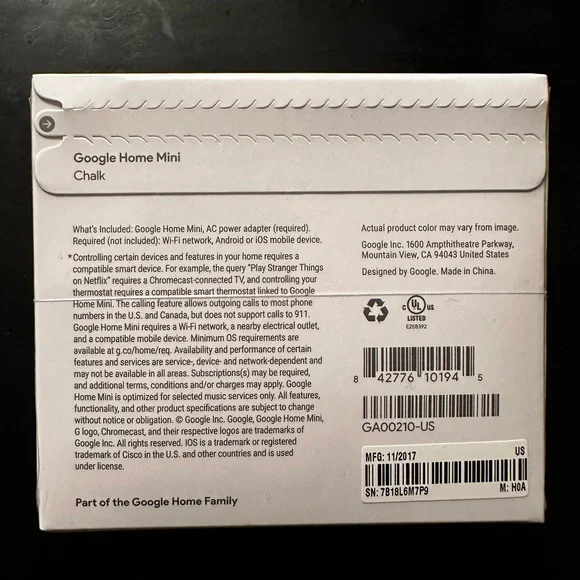 Google Home Mini
Chalk
What's Included: Google Home Mini, AC power adapter (required).
Required (not included): Wi-Fi network, Android or iOS mobile device.
*Controlling certain devices and features in your home requires a
compatible smart device. For example, the query "Play Stranger Things
on Netflix" requires a Chromecast-connected TV, and controlling your
thermostat requires a compatible smart thermostat linked to Google
Home Mini. The calling feature allows outgoing calls to most phone
numbers in the U.S. and Canada, but does not support calls to 911.
Google Home Mini requires a Wi-Fi network, a nearby electrical outlet,
and a compatible mobile device. Minimum OS requirements are
available at g.co/home/req. Availability and performance of certain
features and services are service-, device- and network-dependent and
may not be available in all areas. Subscriptions(s) may be required,
and additional terms, conditions and/or charges may apply. Google
Home Mini is optimized for selected music services only. All features,
functionality, and other product specifications are subject to change
without notice or obligation. © Google Inc. Google, Google Home Mini,
G logo, Chromecast, and their respective logos are trademarks of
Google Inc. All rights reserved. IOS is a trademark or registered
trademark of Cisco in the U.S. and other countries and is used
under license.
Part of the Google Home Family
Actual product color may vary from image.
Google Inc. 1600 Amphitheatre Parkway,
Mountain View, CA 94043 United States
Designed by Google. Made in China.
C UL US
LISTED
E258392
8 42776 10194 5
GA00210-US
MFG: 11/2017 US
SN: 7B18L6M7P9 M: H0A